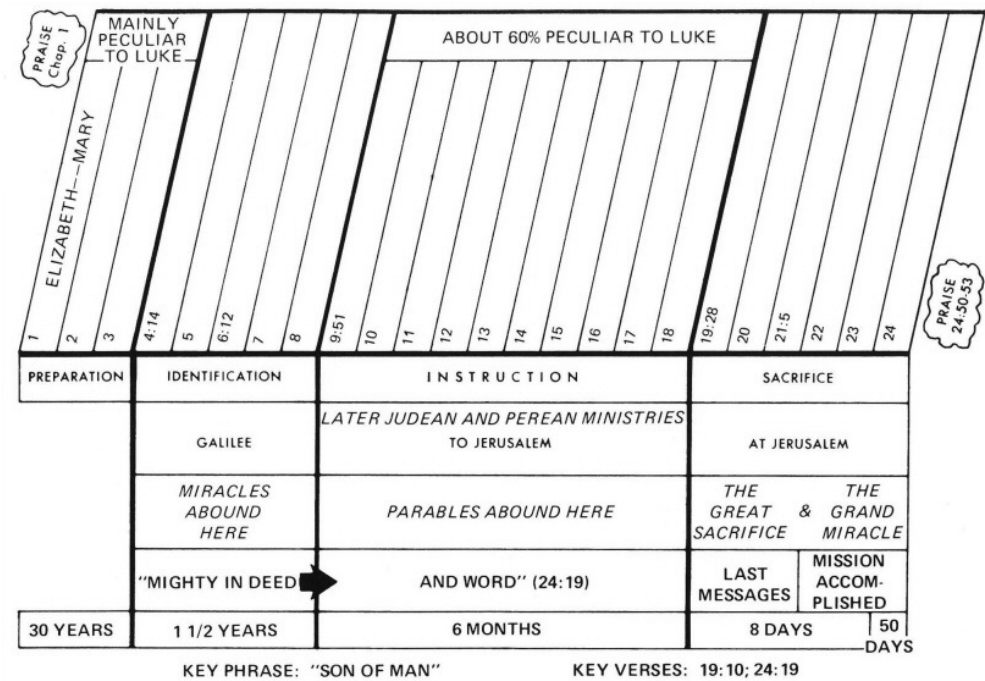 PRAISE
Chap. 1
MAINLY
PECULIAR
TO LUKE
ABOUT 60% PECULIAR TO LUKE
ELIZABETH---MARY
PRAISE
24:50-53
1 2 3 4:14 5 6:12 7 8 9:51 10 11 12 13 14 15 16 17 18 19:28 20 21:5 22 23 24
PREPARATION IDENTIFICATION INSTRUCTION SACRIFICE
LATER JUDEAN AND PEREAN MINISTRIES
GALILEE TO JERUSALEM AT JERUSALEM
MIRACLES
ABOUND
HERE
PARABLES ABOUND HERE
THE
GREAT
SACRIFICE
&
THE
GRAND
MIRACLE
"MIGHTY IN DEED
AND WORD" (24:19)
LAST
MESSAGES
MISSION
ACCOM-
PLISHED
30 YEARS 1 1/2 YEARS 6 MONTHS 8 DAYS 50
DAYS
KEY PHRASE: "SON OF MAN" KEY VERSES: 19:10; 24:19